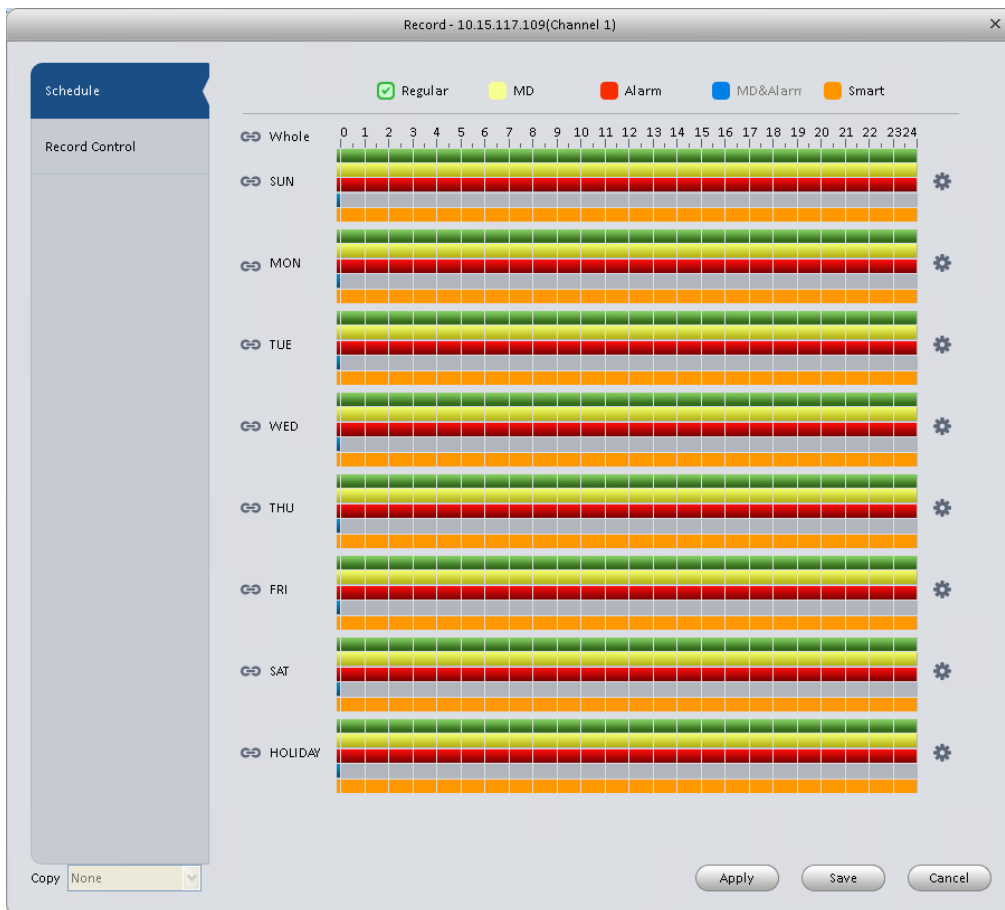 Record - 10.15.117.109(Channel 1)
Schedule
Record Control
Regular MD Alarm MD&Alarm Smart
Whole 0 1 2 3 4 5 6 7 8 9 10 11 12 13 14 15 16 17 18 19 20 21 22 2324
SUN
MON
TUE
WED
THU
FRI
SAT
HOLIDAY
Copy None Apply Save Cancel